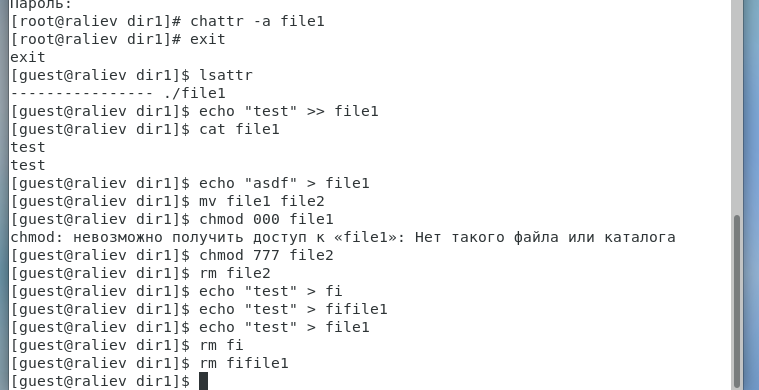 Пароль:
[root@raliev dir1]# chattr -a file1
[root@raliev dir1]# exit
exit
[guest@raliev dir1]$ lsattr
---------------- ./file1
[guest@raliev dir1]$ echo "test" >> file1
[guest@raliev dir1]$ cat file1
test
test
[guest@raliev dir1]$ echo "asdf" > file1
[guest@raliev dir1]$ mv file1 file2
[guest@raliev dir1]$ chmod 000 file1
chmod: невозможно получить доступ к «file1»: Нет такого файла или каталога
[guest@raliev dir1]$ chmod 777 file2
[guest@raliev dir1]$ rm file2
[guest@raliev dir1]$ echo "test" > fi
[guest@raliev dir1]$ echo "test" > fifile1
[guest@raliev dir1]$ echo "test" > file1
[guest@raliev dir1]$ rm fi
[guest@raliev dir1]$ rm fifile1
[guest@raliev dir1]$